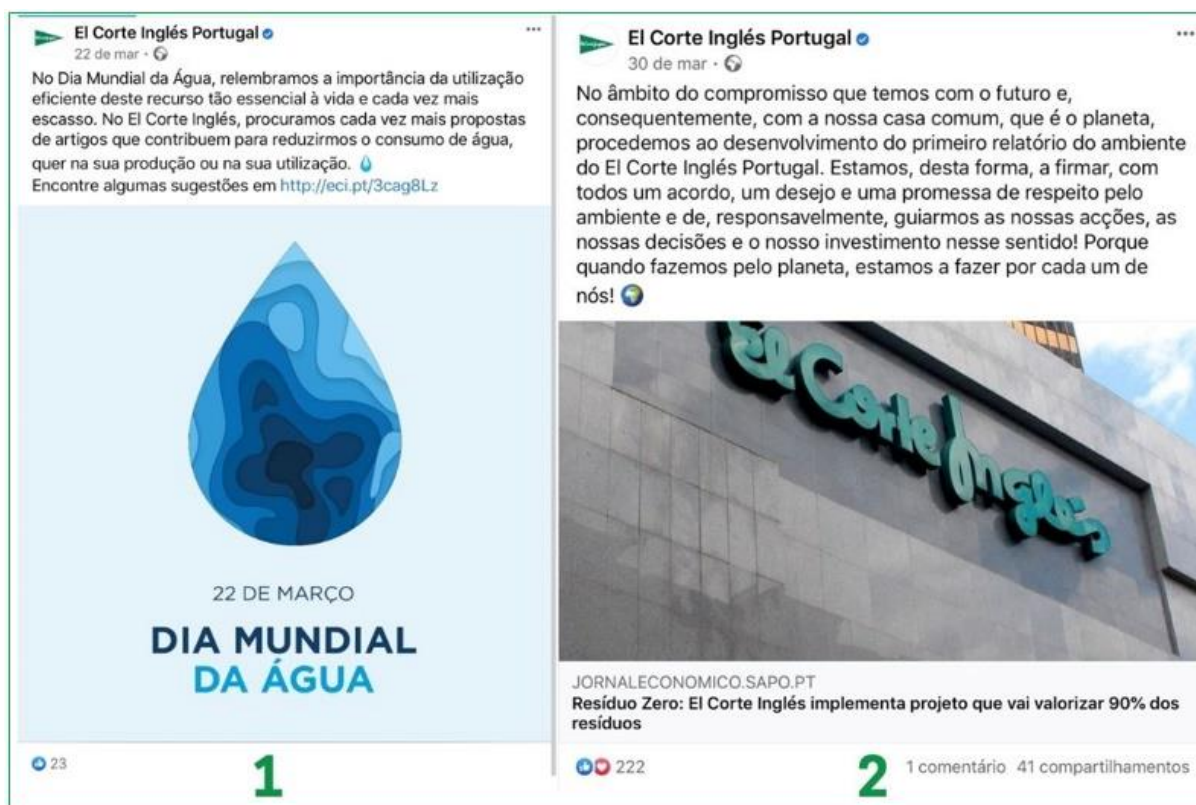 El Corte Inglés Portugal
22 de mar
No Dia Mundial da Água, relembramos a importância da utilização
eficiente deste recurso tão essencial à vida e cada vez mais
escasso. No El Corte Inglés, procuramos cada vez mais propostas
de artigos que contribuem para reduzirmos o consumo de água,
quer na sua produção ou na sua utilização.
Encontre algumas sugestões em http://eci.pt/3cag8Lz
22 DE MARÇO
DIA MUNDIAL
DA ÁGUA
23
1
El Corte Inglés Portugal
30 de mar
No âmbito do compromisso que temos com o futuro e,
consequentemente, com a nossa casa comum, que é o planeta,
procedemos ao desenvolvimento do primeiro relatório do ambiente
do El Corte Inglés Portugal. Estamos, desta forma, a firmar, com
todos um acordo, um desejo e uma promessa de respeito pelo
ambiente e de, responsavelmente, guiarmos as nossas acções, as
nossas decisões e o nosso investimento nesse sentido! Porque
quando fazemos pelo planeta, estamos a fazer por cada um de
nós!
El Corte Inglés
JORNALECONOMICO.SAPO.PT
Resíduo Zero: El Corte Inglés implementa projeto que vai valorizar 90% dos
resíduos
222
2
1 comentário 41 compartilhamentos